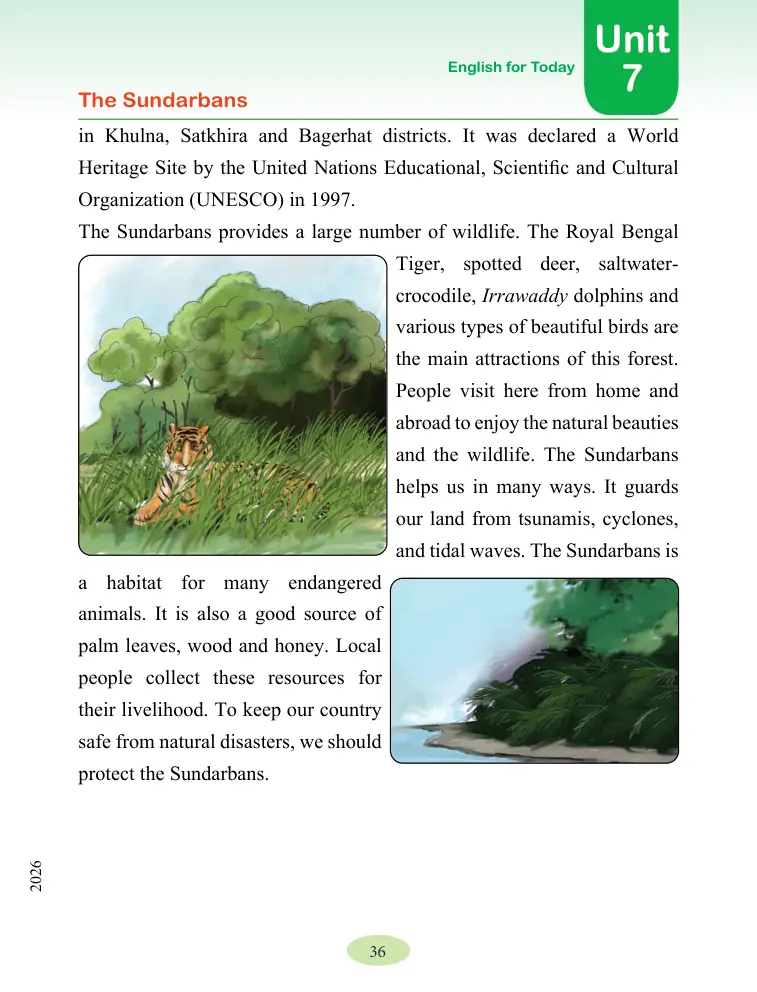 Unit
7
English for Today
The Sundarbans
in Khulna, Satkhira and Bagerhat districts. It was declared a World
Heritage Site by the United Nations Educational, Scientific and Cultural
Organization (UNESCO) in 1997.
The Sundarbans provides a large number of wildlife. The Royal Bengal
Tiger, spotted deer, saltwater-
crocodile, Irrawaddy dolphins and
various types of beautiful birds are
the main attractions of this forest.
People visit here from home and
abroad to enjoy the natural beauties
and the wildlife. The Sundarbans
helps us in many ways. It guards
our land from tsunamis, cyclones,
and tidal waves. The Sundarbans is
a habitat for many endangered
animals. It is also a good source of
palm leaves, wood and honey. Local
people collect these resources for
their livelihood. To keep our country
safe from natural disasters, we should
protect the Sundarbans.
2026
36